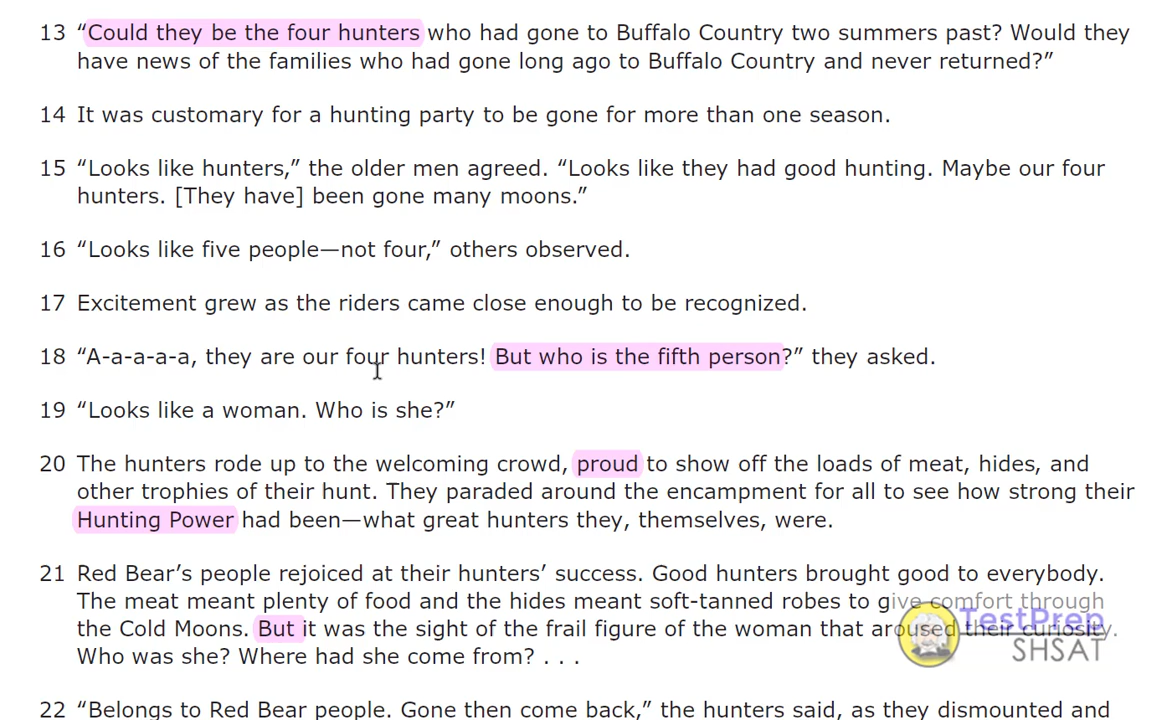 13 “Could they be the four hunters who had gone to Buffalo Country two summers past? Would they
have news of the families who had gone long ago to Buffalo Country and never returned?”
14 It was customary for a hunting party to be gone for more than one season.
15 “Looks like hunters,” the older men agreed. “Looks like they had good hunting. Maybe our four
hunters. [They have] been gone many moons.”
16 “Looks like five people—not four,” others observed.
17 Excitement grew as the riders came close enough to be recognized.
18 “A-a-a-a-a, they are our four hunters! But who is the fifth person?” they asked.
19 “Looks like a woman. Who is she?”
20 The hunters rode up to the welcoming crowd, proud to show off the loads of meat, hides, and
other trophies of their hunt. They paraded around the encampment for all to see how strong their
Hunting Power had been—what great hunters they, themselves, were.
21 Red Bear’s people rejoiced at their hunters’ success. Good hunters brought good to everybody.
The meat meant plenty of food and the hides meant soft-tanned robes to give comfort through
the Cold Moons. But it was the sight of the frail figure of the woman that aroused their curiosity.
Who was she? Where had she come from? . . .
TestPrep
SHSAT
22 “Belongs to Red Bear people. Gone then come back,” the hunters said, as they dismounted and